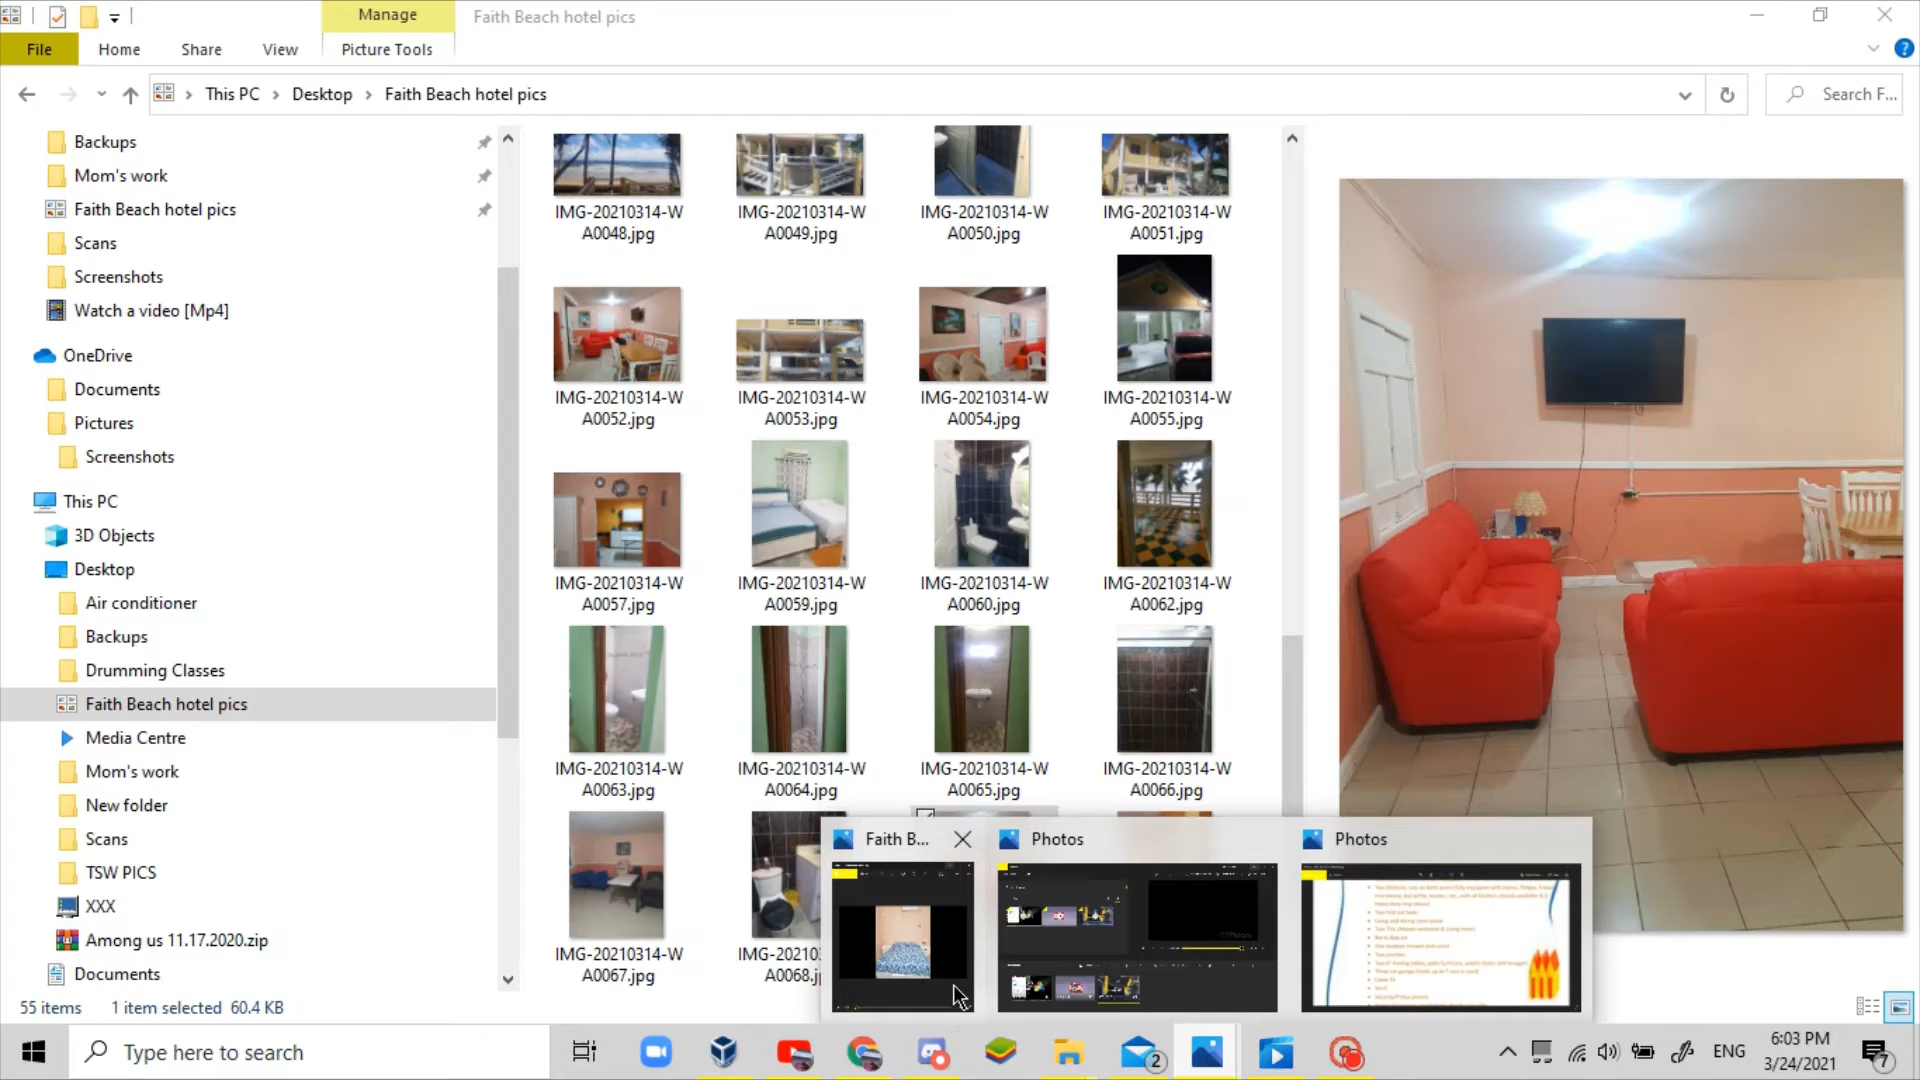 Manage
Faith Beach hotel pics
File
Home
Share
View
Picture Tools
This PC
Desktop
Faith Beach hotel pics
Search F...
Backups
Mom's work
Faith Beach hotel pics
Scans
Screenshots
Watch a video [Mp4]
OneDrive
Documents
Pictures
Screenshots
This PC
3D Objects
Desktop
Air conditioner
Backups
Drumming Classes
Faith Beach hotel pics
Media Centre
Mom's work
New folder
Scans
TSW PICS
XXX
Among us 11.17.2020.zip
Documents
IMG-20210314-W
A0048.jpg
IMG-20210314-W
A0049.jpg
IMG-20210314-W
A0050.jpg
IMG-20210314-W
A0051.jpg
IMG-20210314-W
A0052.jpg
IMG-20210314-W
A0053.jpg
IMG-20210314-W
A0054.jpg
IMG-20210314-W
A0055.jpg
IMG-20210314-W
A0057.jpg
IMG-20210314-W
A0059.jpg
IMG-20210314-W
A0060.jpg
IMG-20210314-W
A0062.jpg
IMG-20210314-W
A0063.jpg
IMG-20210314-W
A0064.jpg
IMG-20210314-W
A0065.jpg
IMG-20210314-W
A0066.jpg
IMG-20210314-W
A0067.jpg
IMG-20210
A0068.j
Faith B...
Photos
Photos
55 items
1 item selected 60.4 KB
Type here to search
2
ENG
6:03 PM
3/24/2021
7